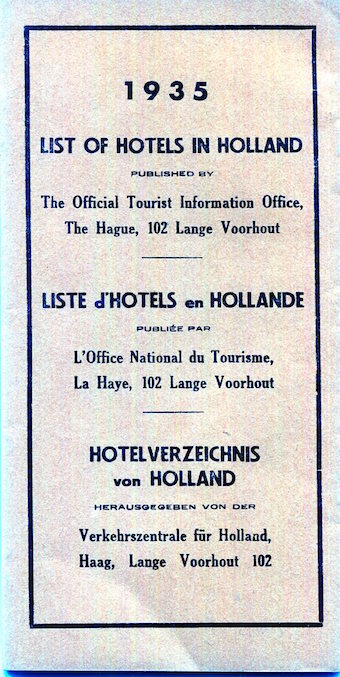 1935
LIST OF HOTELS IN HOLLAND
PUBLISHED BY
The Official Tourist Information Office,
The Hague, 102 Lange Voorhout
LISTE d'HOTELS en HOLLANDE
PUBLIÉE PAR
L'Office National du Tourisme,
La Haye, 102 Lange Voorhout
HOTELVERZEICHNIS
von HOLLAND
HERAUSGEGEBEN VON DER
Verkehrszentrale für Holland,
Haag, Lange Voorhout 102